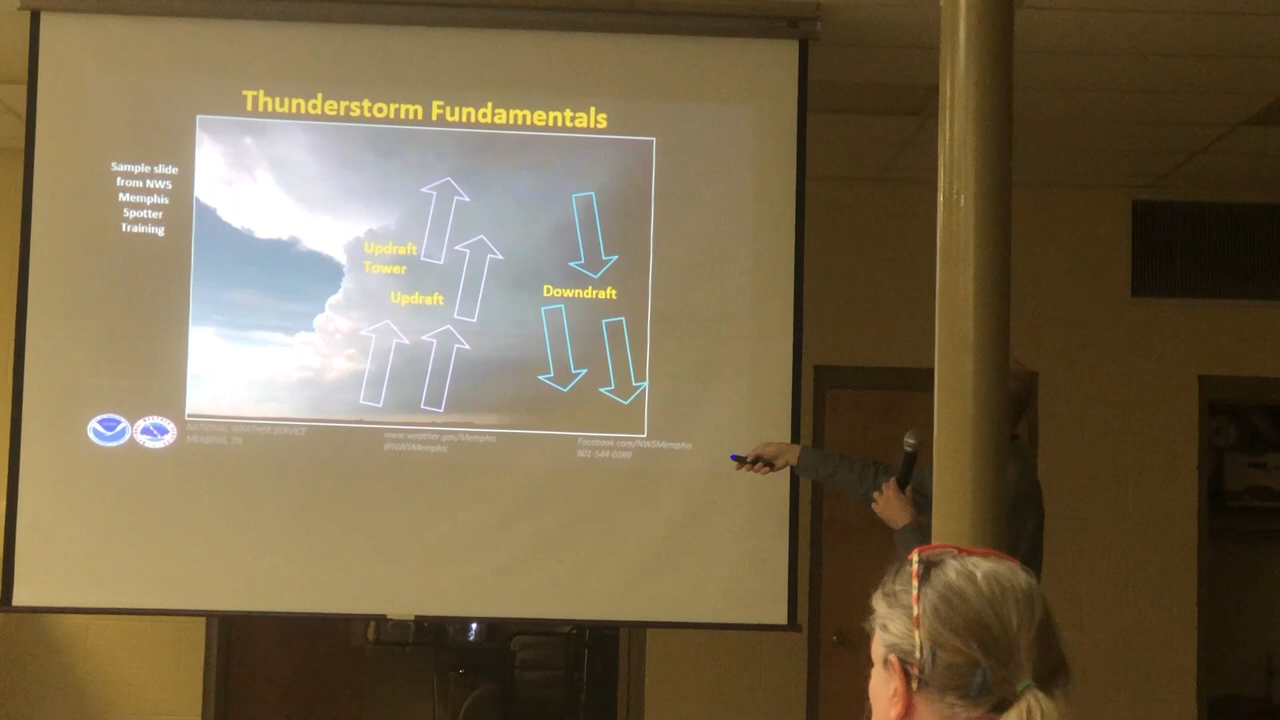 Thunderstorm Fundamentals
Sample slide
from NWS
Memphis
Spotter
Training
Updraft
Tower
Updraft
Downdraft
NATIONAL WEATHER SERVICE
MEMPHIS, TN
www.weather.gov/Memphis
@NWSMemphis
Facebook.com/NWSMemphis
901-544-0399